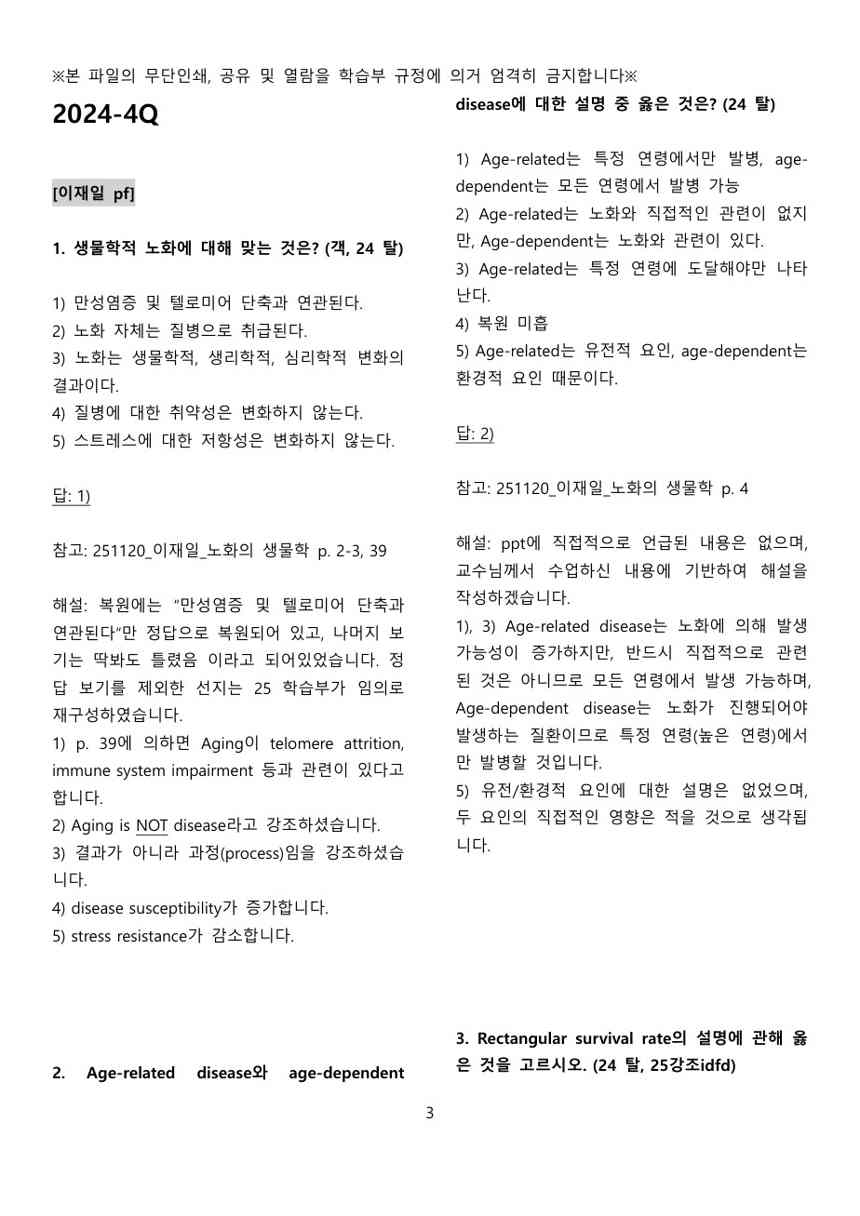 ※본 파일의 무단인쇄, 공유 및 열람을 학습부 규정에 의거 엄격히 금지합니다※
2024-4Q
[이재일 pf]
1. 생물학적 노화에 대해 맞는 것은? (객, 24 탈)
1) 만성염증 및 텔로미어 단축과 연관된다.
2) 노화 자체는 질병으로 취급된다.
3) 노화는 생물학적, 생리학적, 심리학적 변화의
결과이다.
4) 질병에 대한 취약성은 변화하지 않는다.
5) 스트레스에 대한 저항성은 변화하지 않는다.
답: 1)
참고: 251120_이재일_노화의 생물학 p. 2-3, 39
해설: 복원에는 “만성염증 및 텔로미어 단축과
연관된다“만 정답으로 복원되어 있고, 나머지 보
기는 딱봐도 틀렸음 이라고 되어있었습니다. 정
답 보기를 제외한 선지는 25 학습부가 임의로
재구성하였습니다.
1) p. 39에 의하면 Aging이 telomere attrition,
immune system impairment 등과 관련이 있다고
합니다.
2) Aging is NOT disease라고 강조하셨습니다.
3) 결과가 아니라 과정(process)임을 강조하셨습
니다.
4) disease susceptibility가 증가합니다.
5) stress resistance가 감소합니다.
2. Age-related disease와 age-dependent
disease에 대한 설명 중 옳은 것은? (24 탈)
1) Age-related는 특정 연령에서만 발병, age-
dependent는 모든 연령에서 발병 가능
2) Age-related는 노화와 직접적인 관련이 없지
만, Age-dependent는 노화와 관련이 있다.
3) Age-related는 특정 연령에 도달해야만 나타
난다.
4) 복원 미흡
5) Age-related는 유전적 요인, age-dependent는
환경적 요인 때문이다.
답: 2)
참고: 251120_이재일_노화의 생물학 p. 4
해설: ppt에 직접적으로 언급된 내용은 없으며,
교수님께서 수업하신 내용에 기반하여 해설을
작성하겠습니다.
1), 3) Age-related disease는 노화에 의해 발생
가능성이 증가하지만, 반드시 직접적으로 관련
된 것은 아니므로 모든 연령에서 발생 가능하며,
Age-dependent disease는 노화가 진행되어야
발생하는 질환이므로 특정 연령(높은 연령)에서
만 발병할 것입니다.
5) 유전/환경적 요인에 대한 설명은 없었으며,
두 요인의 직접적인 영향은 적을 것으로 생각됩
니다.
3. Rectangular survival rate의 설명에 관해 옳
은 것을 고르시오. (24 탈, 25강조idfd)
3